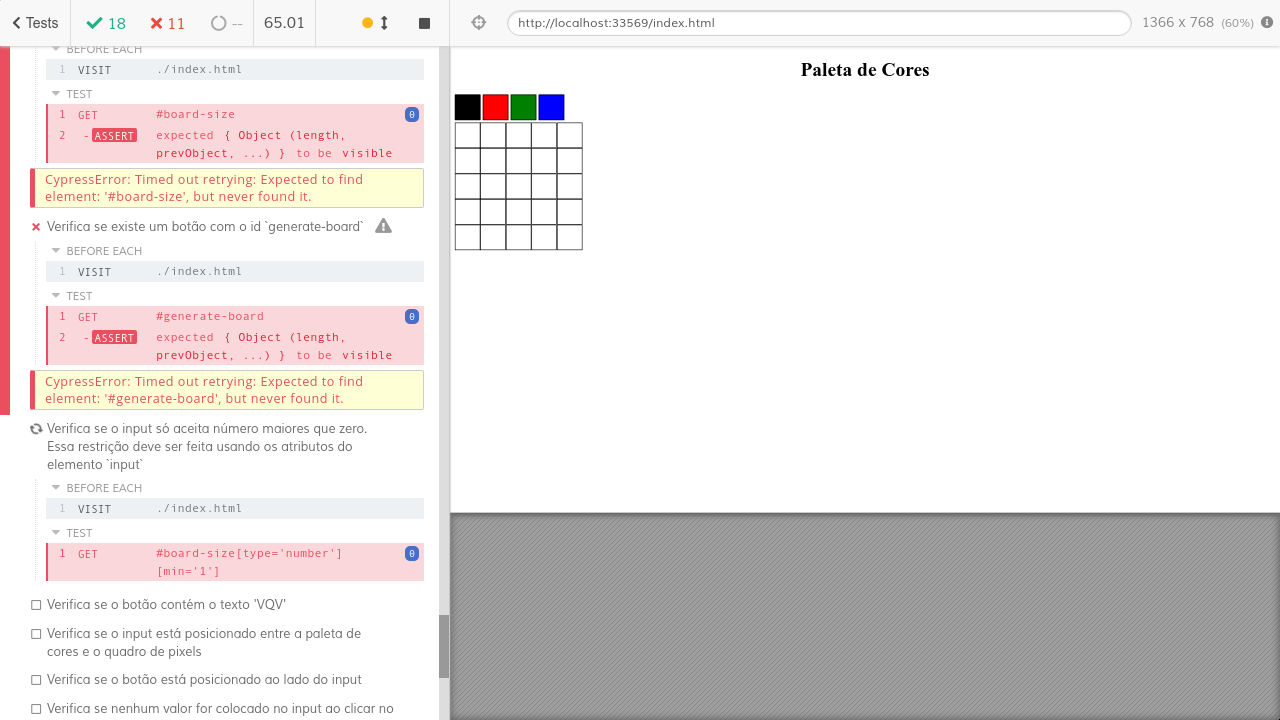 Tests 18 11 -- 65.01 http://localhost:33569/index.html 1366 x 768 (60%)
BEFORE EACH
1 VISIT ./index.html
TEST
1 GET #board-size 0
2 -ASSERT expected { Object (length,
prevObject, ...) } to be visible
CypressError: Timed out retrying: Expected to find
element: '#board-size', but never found it.
Verifica se existe um botão com o id `generate-board`
BEFORE EACH
1 VISIT ./index.html
TEST
1 GET #generate-board 0
2 -ASSERT expected { Object (length,
prevObject, ...) } to be visible
CypressError: Timed out retrying: Expected to find
element: '#generate-board', but never found it.
Verifica se o input só aceita número maiores que zero.
Essa restrição deve ser feita usando os atributos do
elemento `input`
BEFORE EACH
1 VISIT ./index.html
TEST
1 GET #board-size[type='number'] 0
[min='1']
Verifica se o botão contém o texto 'VQV'
Verifica se o input está posicionado entre a paleta de
cores e o quadro de pixels
Verifica se o botão está posicionado ao lado do input
Verifica se nenhum valor for colocado no input ao clicar no
Paleta de Cores